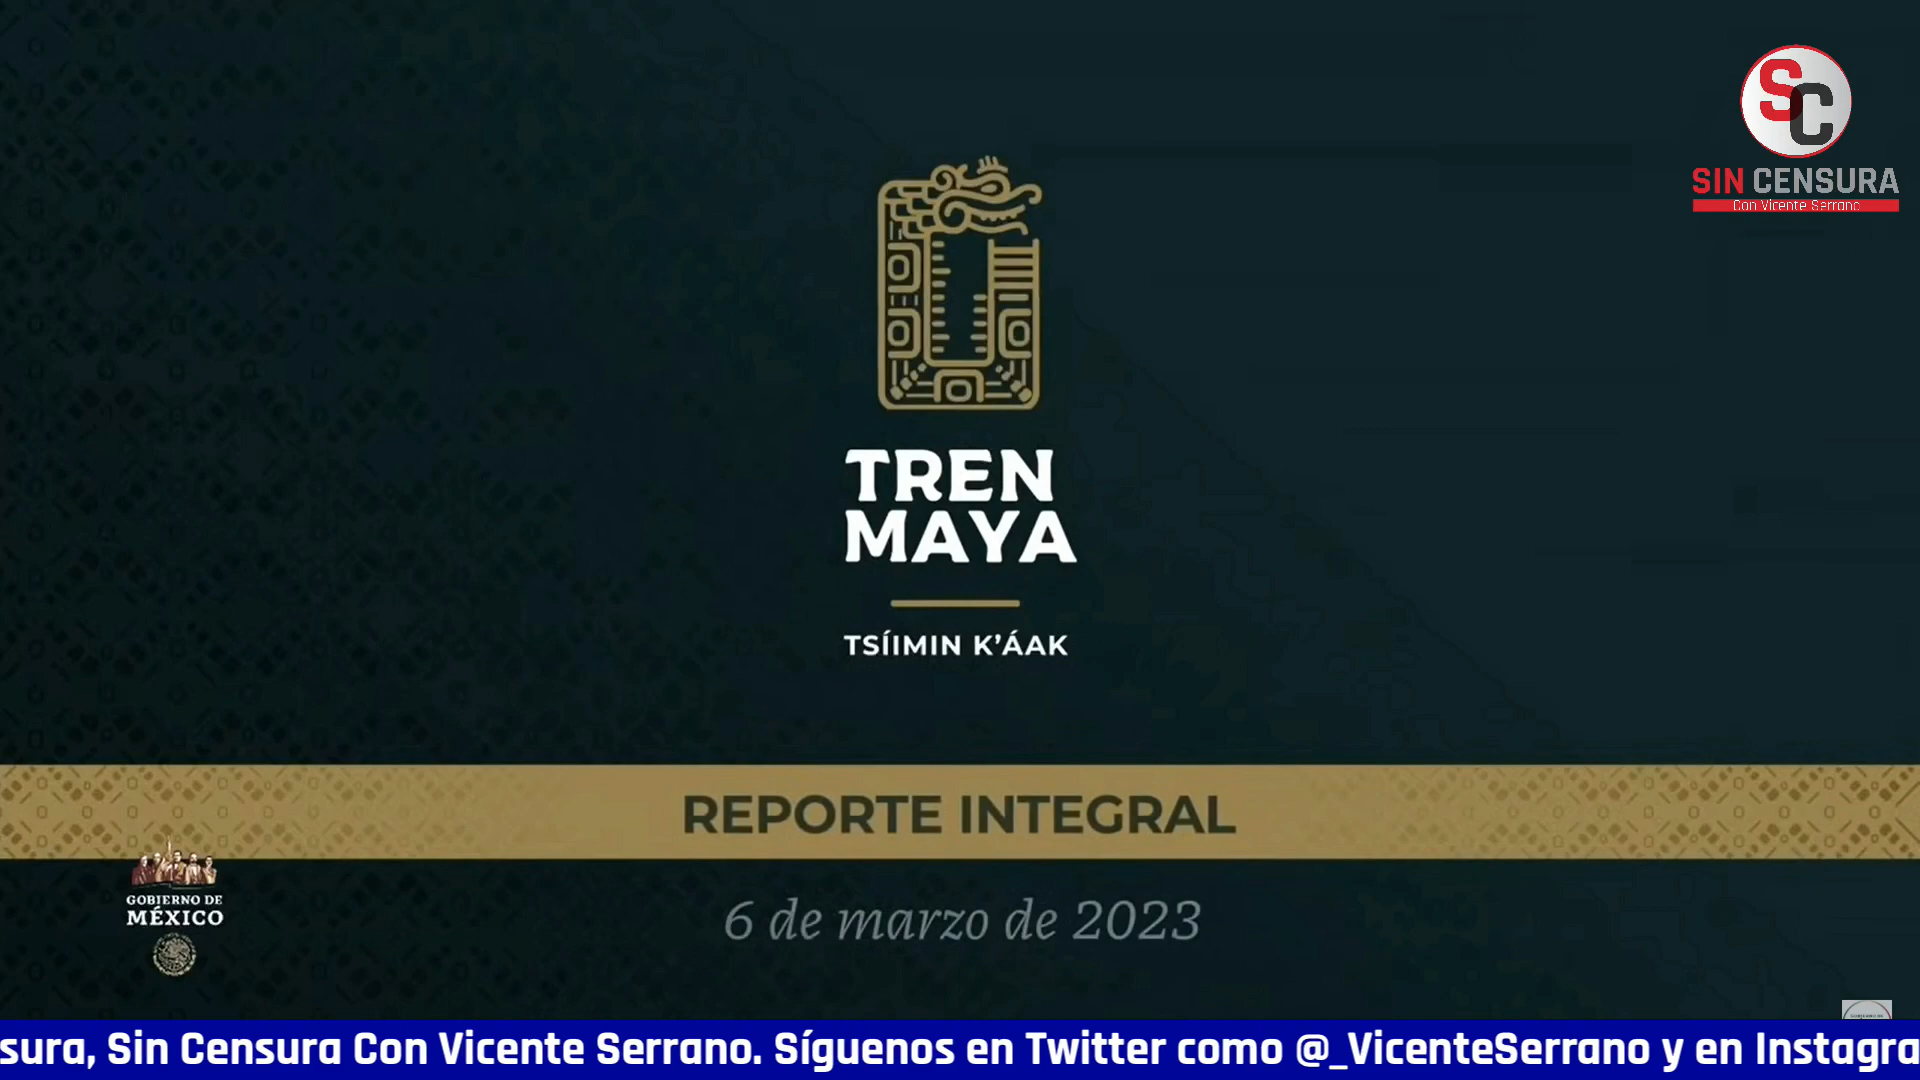 SC
SIN CENSURA
Con Vicente Serrano
TREN
MAYA
TSÍIMIN K'ÁAK
REPORTE INTEGRAL
GOBIERNO DE
MÉXICO
6 de marzo de 2023
sura, Sin Censura Con Vicente Serrano. Síguenos en Twitter como @_VicenteSerrano y en Instagra